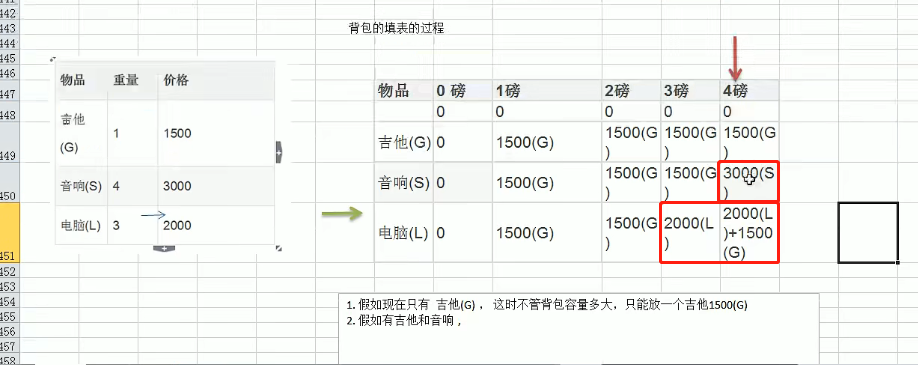 441
442
443
444
445
446
447
448
449
450
451
452
453
454
455
456
457
458
背包的填表的过程
物品 重量 价格
吉他
(G) 1 1500
音响(S) 4 3000
电脑(L) 3 2000
物品 0 磅 1磅 2磅 3磅 4磅
0 0 0 0 0
吉他(G) 0 1500(G) 1500(G 1500(G 1500(G
) ) )
音响(S) 0 1500(G) 1500(G 1500(G 3000(S
) ) )
电脑(L) 0 1500(G) 1500(G 2000(L 2000(L
) ) )+1500
(G)
1. 假如现在只有 吉他(G) ， 这时不管背包容量多大，只能放一个吉他1500(G)
2. 假如有吉他和音响，